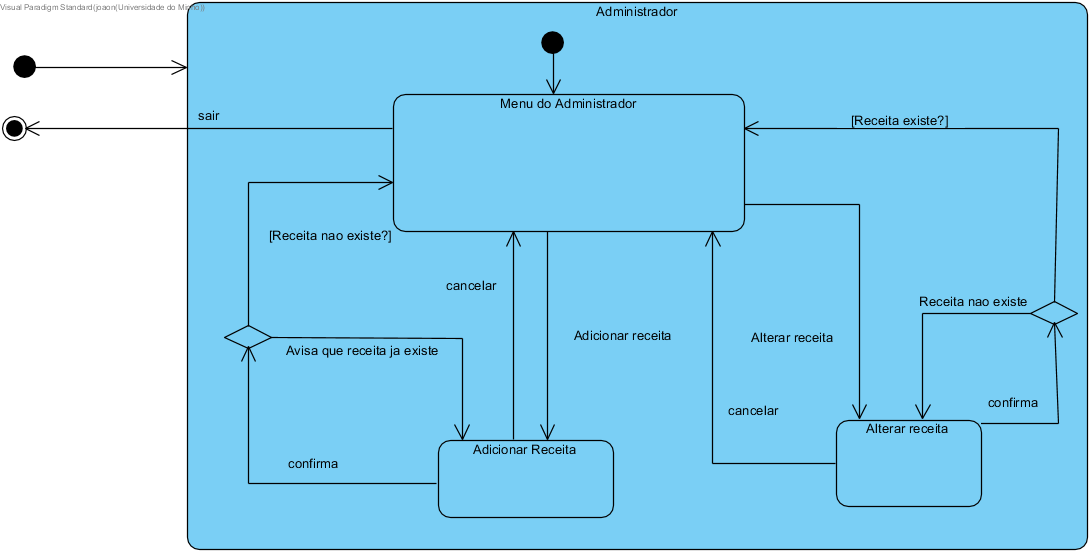 Visual Paradigm Standard(joaon(Universidade do Minho))
Administrador
Menu do Administrador
sair
[Receita existe?]
[Receita nao existe?]
cancelar
Receita nao existe
Adicionar receita
Alterar receita
Avisa que receita ja existe
confirma
cancelar
Alterar receita
Adicionar Receita
confirma